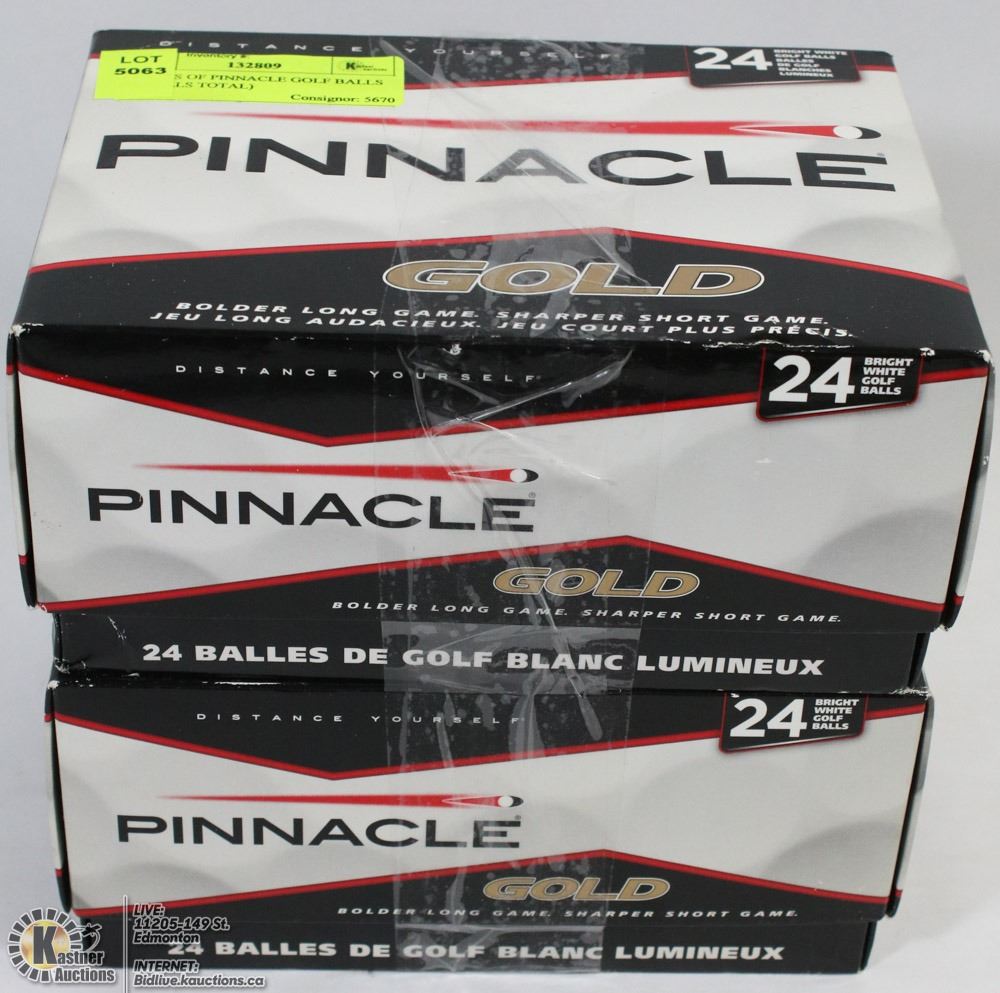 DISTANCE YOURSELF
LOT
5063
Inventory #:
132809
Kastner
Auctions
S OF PINNACLE GOLF BALLS
LLS TOTAL)
Consignor: 5670
24
BRIGHT WHITE
GOLF BALLS
BALLES
DE GOLF
BLANCHES
LUMINEUX
PINNACLE
GOLD
BOLDER LONG GAME. SHARPER SHORT GAME.
JEU LONG AUDACIEUX. JEU COURT PLUS PRÉCIS.
DISTANCE YOURSELF
24
BRIGHT
WHITE
GOLF
BALLS
PINNACLE
GOLD
BOLDER LONG GAME. SHARPER SHORT GAME.
24 BALLES DE GOLF BLANC LUMINEUX
DISTANCE YOURSELF
24
BRIGHT
WHITE
GOLF
BALLS
PINNACLE
GOLD
BOLDER LONG GAME. SHARPER SHORT GAME.
24 BALLES DE GOLF BLANC LUMINEUX
Kastner
Auctions
LIVE:
11205-149 St.
Edmonton
INTERNET:
Bidlive.kauctions.ca